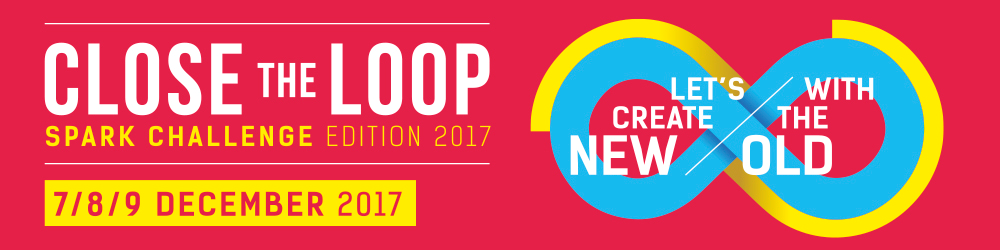 CLOSE THE LOOP
SPARK CHALLENGE EDITION 2017
7/8/9 DECEMBER 2017
LET'S
CREATE
NEW
WITH
THE
OLD